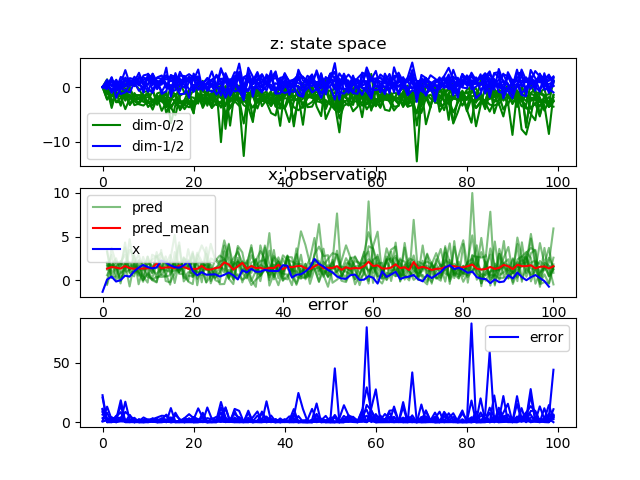 z: state space
0
−10
dim-0/2
dim-1/2
0 20 40 60 80 100
x: observation
10
5
0
pred
pred_mean
x
0 20 40 60 80 100
error
50
0
error
0 20 40 60 80 100